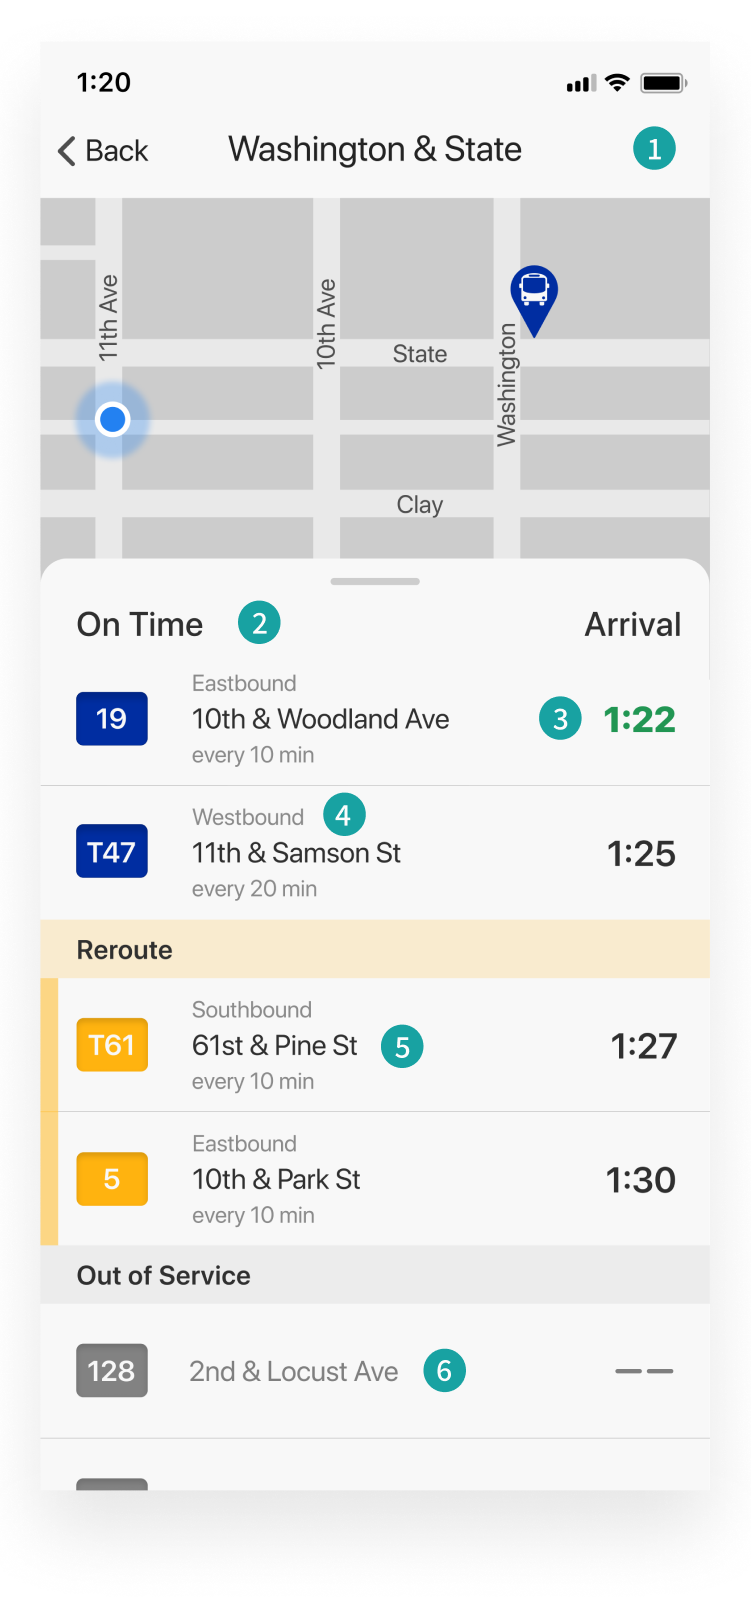 1:20
Back
Washington & State
1
11th Ave
10th Ave
State
Washington
Clay
On Time
2
Arrival
Eastbound
19
10th & Woodland Ave
3
1:22
every 10 min
Westbound
4
T47
11th & Samson St
1:25
every 20 min
Reroute
Southbound
T61
61st & Pine St
5
1:27
every 10 min
Eastbound
5
10th & Park St
1:30
every 10 min
Out of Service
128
2nd & Locust Ave
6
——